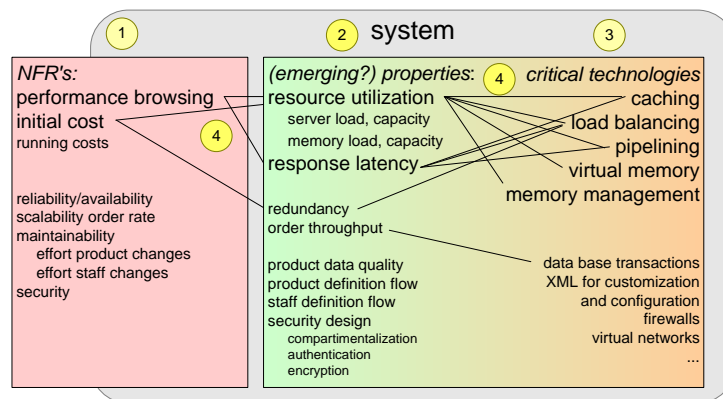 1
2
system
3
NFR's:
performance browsing
initial cost
running costs
4
reliability/availability
scalability order rate
maintainability
effort product changes
effort staff changes
security
(emerging?) properties:
4
resource utilization
server load, capacity
memory load, capacity
response latency
redundancy
order throughput
product data quality
product definition flow
staff definition flow
security design
compartimentalization
authentication
encryption
critical technologies
caching
load balancing
pipelining
virtual memory
memory management
data base transactions
XML for customization
and configuration
firewalls
virtual networks
...